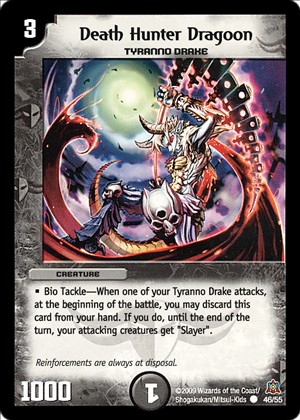 3
Death Hunter Dragoon
TYRANNO DRAKE
CREATURE
▪ Bio Tackle—When one of your Tyranno Drake attacks,
at the beginning of the battle, you may discard this
card from your hand. If you do, until the end of the
turn, your attacking creatures get "Slayer".
Reinforcements are always at disposal.
1000
1
©2009 Wizards of the Coast/
Shogakukan/Mitsui-Kids
46/55